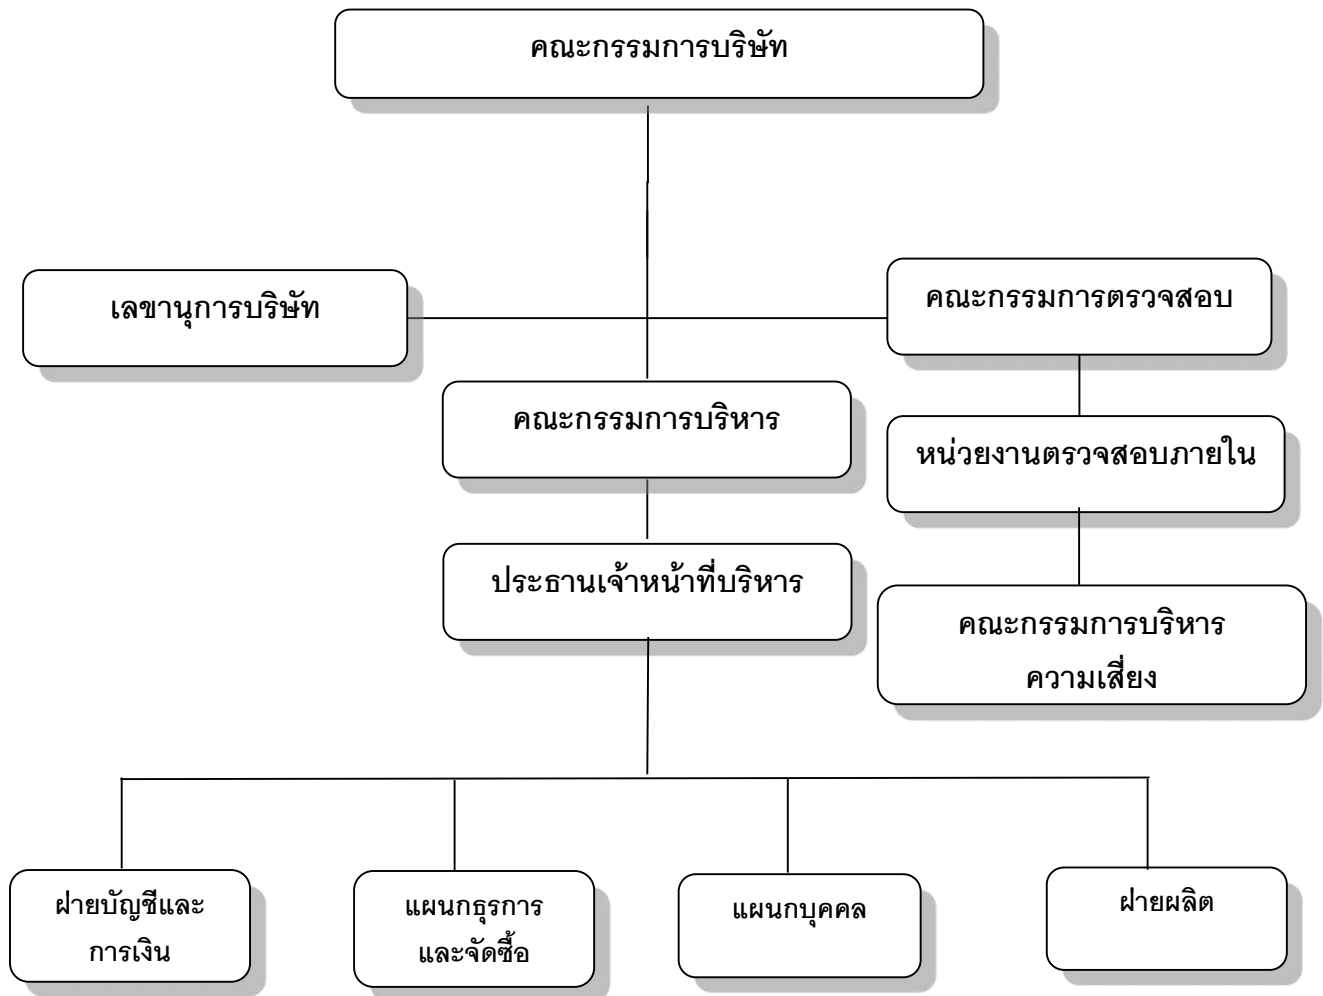 คณะกรรมการบริษัท
เลขานุการบริษัท
คณะกรรมการตรวจสอบ
คณะกรรมการบริหาร
หน่วยงานตรวจสอบภายใน
ประธานเจ้าหน้าที่บริหาร
คณะกรรมการบริหาร
ความเสี่ยง
ฝ่ายบัญชีและ
การเงิน
แผนกธุรการ
และจัดซื้อ
แผนกบุคคล
ฝ่ายผลิต